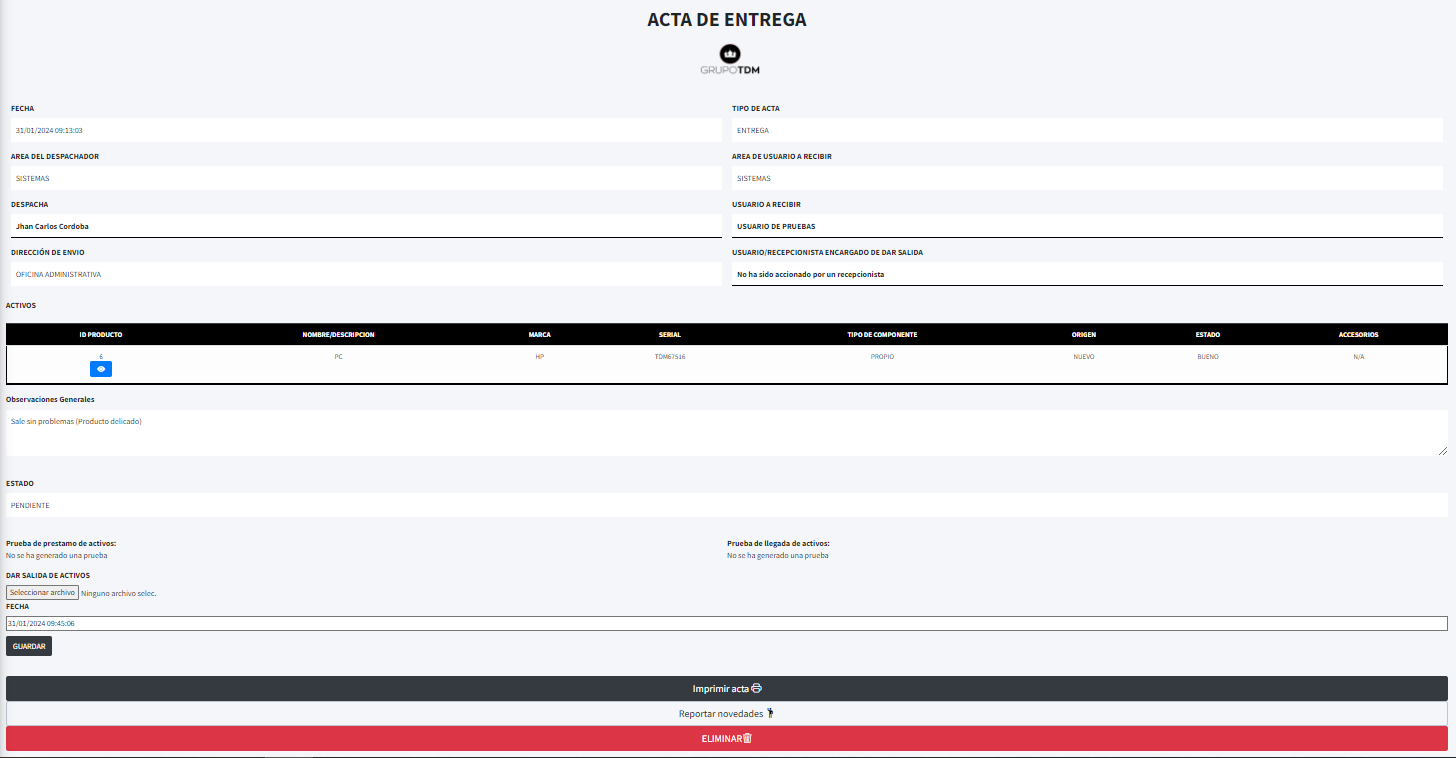 ACTA DE ENTREGA
GRUPOTDM
FECHA
TIPO DE ACTA
31/01/2024 09:13:03
ENTREGA
AREA DEL DESPACHADOR
AREA DE USUARIO A RECIBIR
SISTEMAS
SISTEMAS
DESPACHA
USUARIO A RECIBIR
Jhan Carlos Cordoba
USUARIO DE PRUEBAS
DIRECCIÓN DE ENVIO
USUARIO/RECEPCIONISTA ENCARGADO DE DAR SALIDA
OFICINA ADMINISTRATIVA
No ha sido accionado por un recepcionista
ACTIVOS
ID PRODUCTO NOMBRE/DESCRIPCION MARCA SERIAL TIPO DE COMPONENTE ORIGEN ESTADO ACCESORIOS
6 PC HP TDM67516 PROPIO NUEVO BUENO N/A
Observaciones Generales
Sale sin problemas (Producto delicado)
ESTADO
PENDIENTE
Prueba de prestamo de activos:
Prueba de llegada de activos:
No se ha generado una prueba
No se ha generado una prueba
DAR SALIDA DE ACTIVOS
Seleccionar archivo Ninguno archivo selec.
FECHA
31/01/2024 09:45:06
GUARDAR
Imprimir acta
Reportar novedades
ELIMINAR